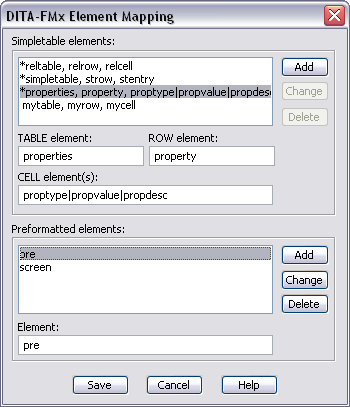 DITA-FMx Element Mapping
Simpletable elements:
*reltable, relrow, relcell
*simpletable, strow, stentry
*properties, property, proptype|propvalue|propdesc
mytable, myrow, mycell
Add
Change
Delete
TABLE element: ROW element:
properties property
CELL element(s):
proptype|propvalue|propdesc
Preformatted elements:
pre
screen
Add
Change
Delete
Element:
pre
Save Cancel Help